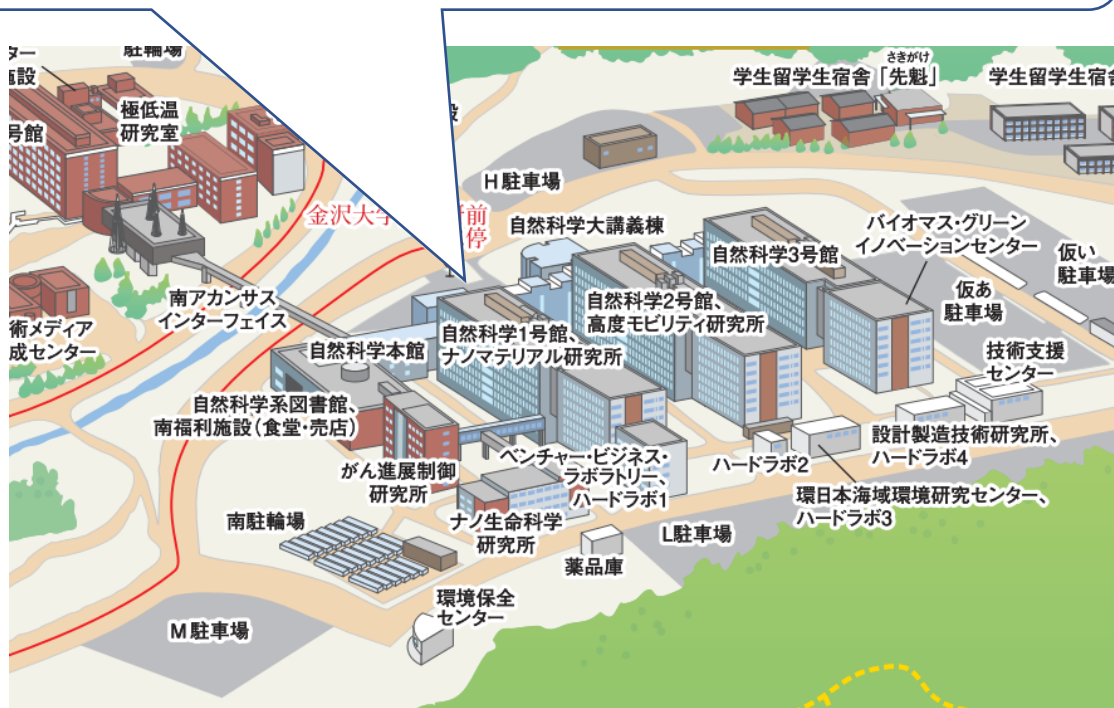 ター
駐輪場
施設
極低温
研究室
号館
設
さきがけ
学生留学生宿舎「先魁」
学生留学生宿舎
H駐車場
金沢大学
前
停
自然科学大講義棟
バイオマス・グリーン
イノベーションセンター
自然科学3号館
仮い
駐車場
仮あ
駐車場
南アカンサス
インターフェイス
自然科学2号館、
高度モビリティ研究所
術メディア
成センター
自然科学1号館、
ナノマテリアル研究所
自然科学本館
技術支援
センター
自然科学系図書館、
南福利施設(食堂・売店)
設計製造技術研究所、
ハードラボ4
がん進展制御
研究所
ベンチャー・ビジネス・
ラボラトリー、
ハードラボ1
ハードラボ2
環日本海域環境研究センター、
ハードラボ3
南駐輪場
ナノ生命科学
研究所
L駐車場
薬品庫
環境保全
センター
M駐車場